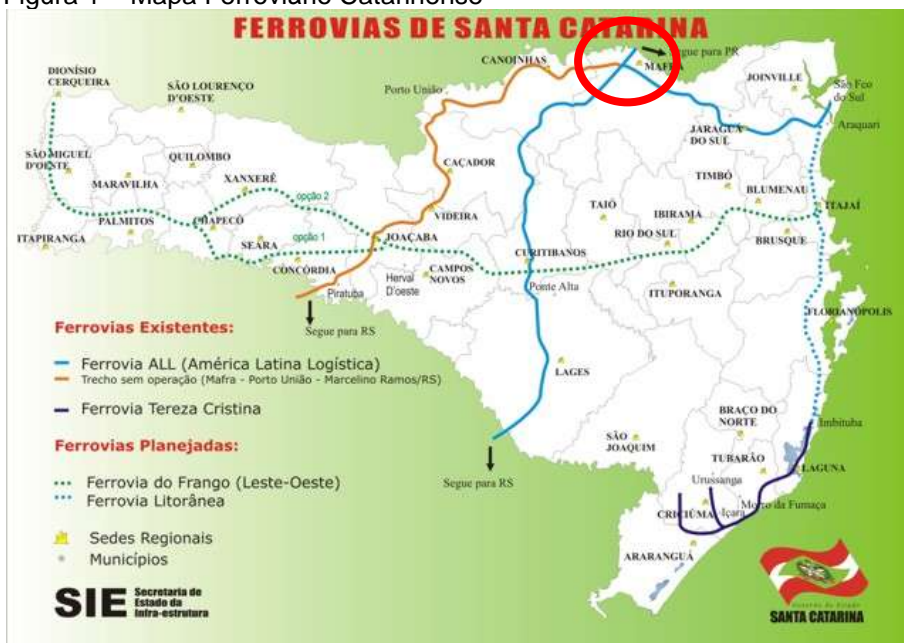 Figura 1 – Mapa Ferroviário Catarinense
FERROVIAS DE SANTA CATARINA
Segue para PR
CANOINHAS
MAFRA
DIONÍSIO
CERQUEIRA
SÃO LOURENÇO
D'OESTE
Porto União
JOINVILLE
São Fco
do Sul
Araquari
JARAGUÁ
DO SUL
SÃO MIGUEL
D'OESTE
QUILOMBO
MARAVILHA
XANXERÊ
CAÇADOR
TIMBÓ
BLUMENAU
opção 2
TAIÓ
IBIRAMA
ITAJAÍ
VIDEIRA
PALMITOS
CHAPECÓ
ITAPIRANGA
SEARA
opção 1
JOAÇABA
RIO DO SUL
BRUSQUE
CURITIBANOS
CONCÓRDIA
Herval
D'oeste
CAMPOS
NOVOS
Piratuba
Ponte Alta
ITUPORANGA
FLORIANÓPOLIS
Segue para RS
Ferrovias Existentes:
Ferrovia ALL (América Latina Logística)
Trecho sem operação (Mafra - Porto União - Marcelino Ramos/RS)
Ferrovia Tereza Cristina
LAGES
BRAÇO DO
NORTE
Imbituba
SÃO
JOAQUIM
TUBARÃO
LAGUNA
Segue para RS
Urussanga
CRICIÚMA
Içara
Morro da Fumaça
ARARANGUÁ
Ferrovias Planejadas:
Ferrovia do Frango (Leste-Oeste)
Ferrovia Litorânea
Sedes Regionais
Municípios
SIE
Secretaria de
Estado da
Infra-estrutura
SANTA CATARINA